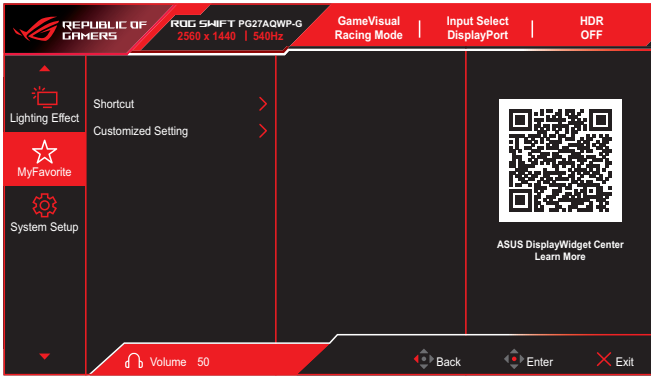 REPUBLIC OF
GAMERS
ROG SWIFT PG27AQWP-G
2560 x 1440 | 540Hz
GameVisual
Racing Mode
Input Select
DisplayPort
HDR
OFF
Lighting Effect
MyFavorite
System Setup
Shortcut
Customized Setting
ASUS DisplayWidget Center
Learn More
Volume 50
Back
Enter
Exit